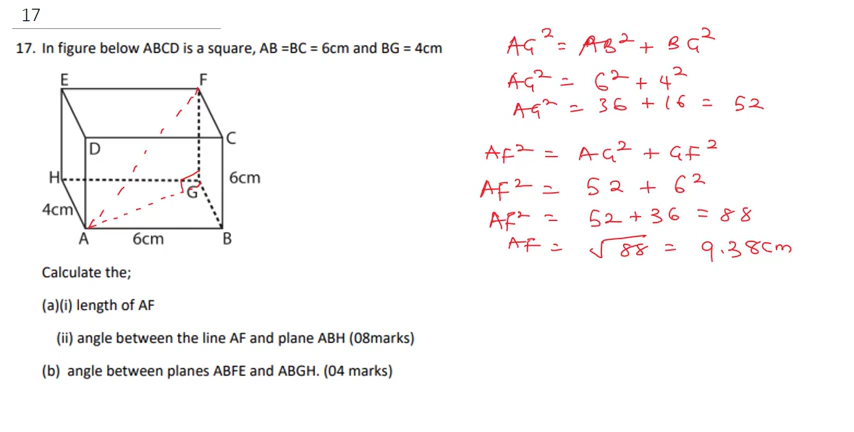 17
17. In figure below ABCD is a square, AB =BC = 6cm and BG = 4cm
E
F
D
C
H
G
6cm
4cm
A
6cm
B
Calculate the;
(a)(i) length of AF
(ii) angle between the line AF and plane ABH (08marks)
(b) angle between planes ABFE and ABGH. (04 marks)
AG² = AB² + BG²
AG² = 6² + 4²
AG² = 36 + 16 = 52
AF² = AG² + GF²
AF² = 52 + 6²
AF² = 52 + 36 = 88
AF = √88 = 9.38cm